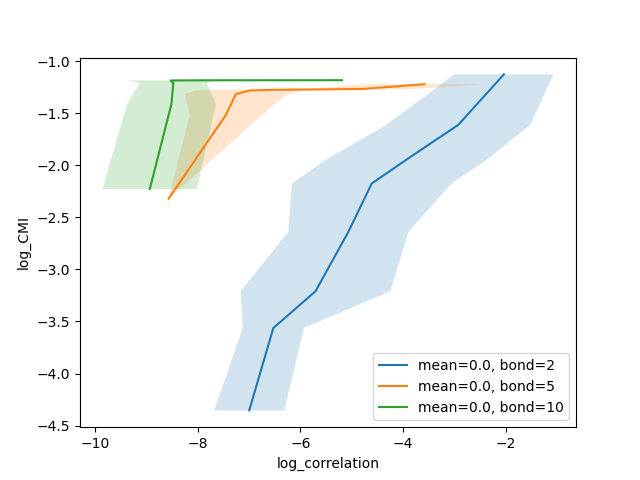 −1.0
−1.5
−2.0
−2.5
−3.0
−3.5
−4.0
−4.5
log_CMI
mean=0.0, bond=2
mean=0.0, bond=5
mean=0.0, bond=10
−10
−8
−6
−4
−2
log_correlation